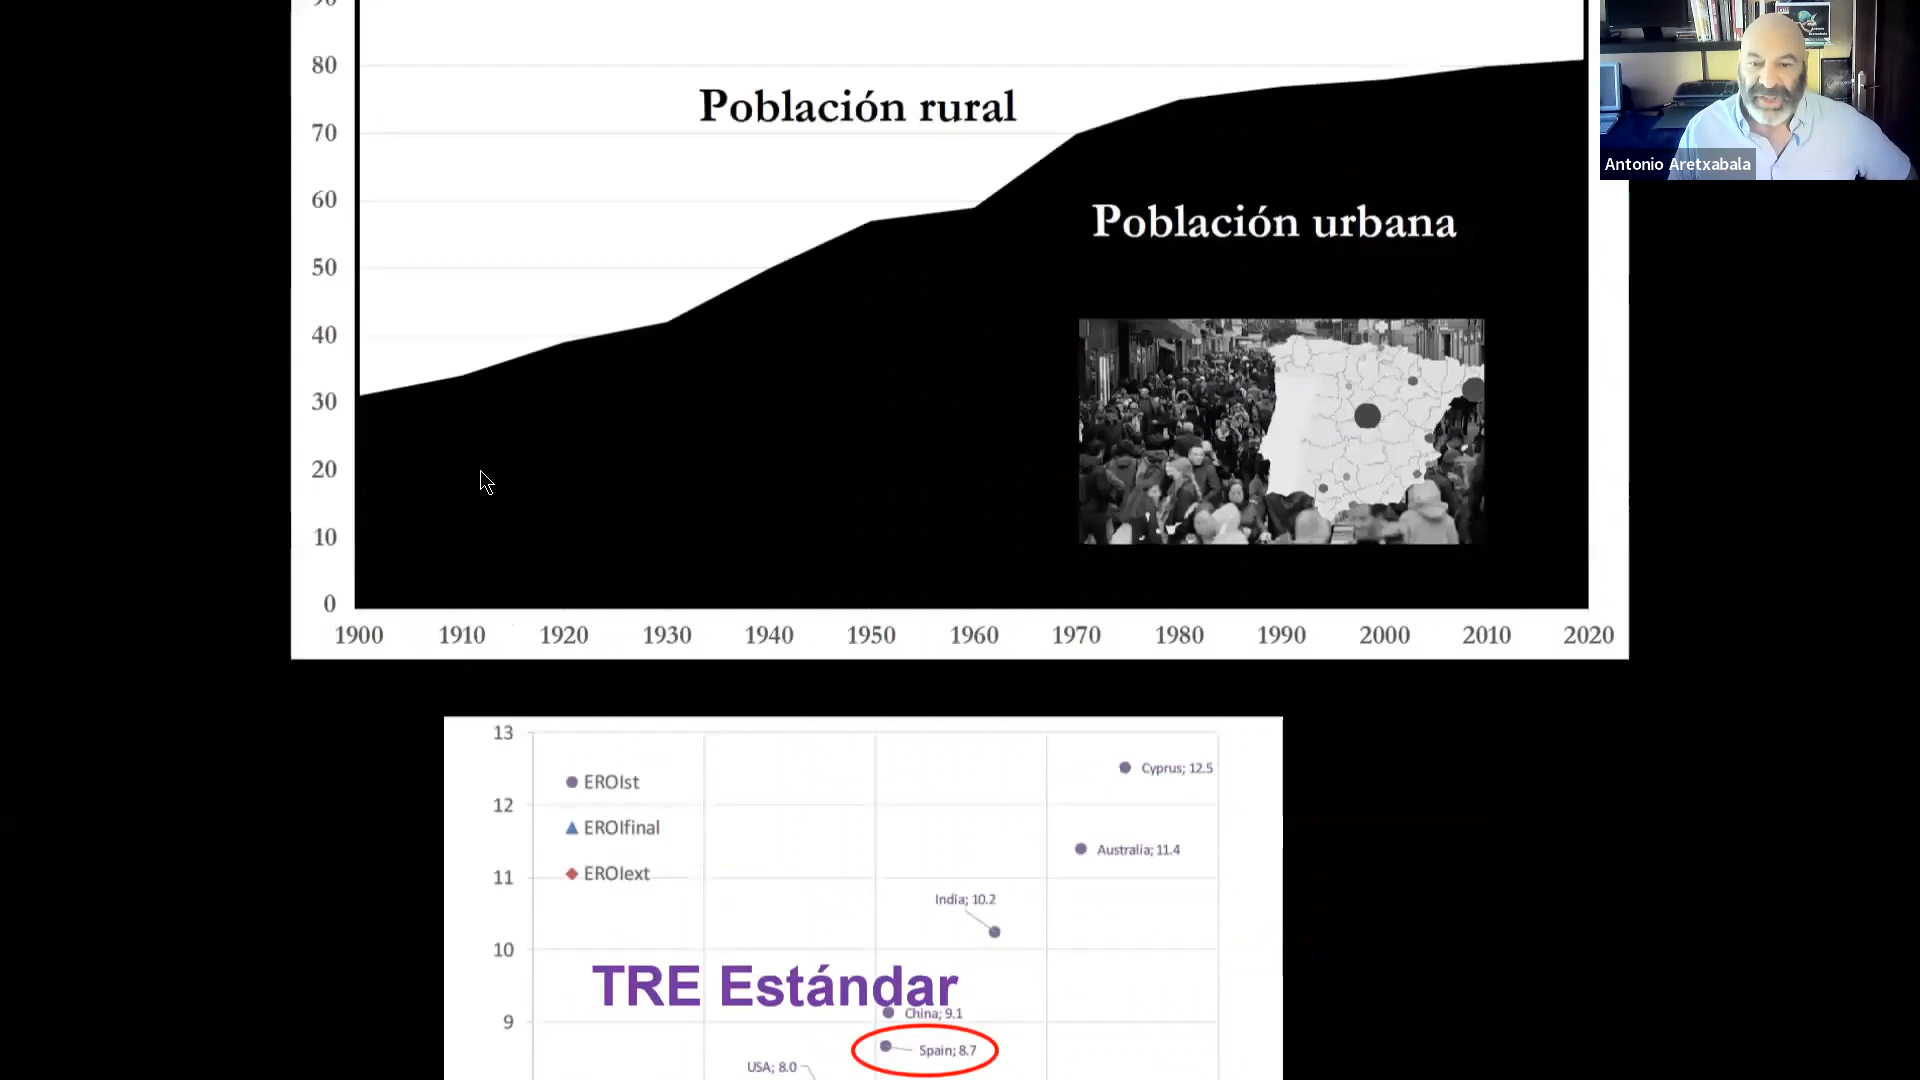 90
80
Población rural
70
Antonio Aretxabala
60
Población urbana
50
40
30
20
10
0
1900 1910 1920 1930 1940 1950 1960 1970 1980 1990 2000 2010 2020
13
Cyprus; 12.5
EROIst
12
EROIfinal
Australia; 11.4
EROIext
11
India; 10.2
10
TRE Estándar
China; 9.1
9
Spain; 8.7
USA; 8.0